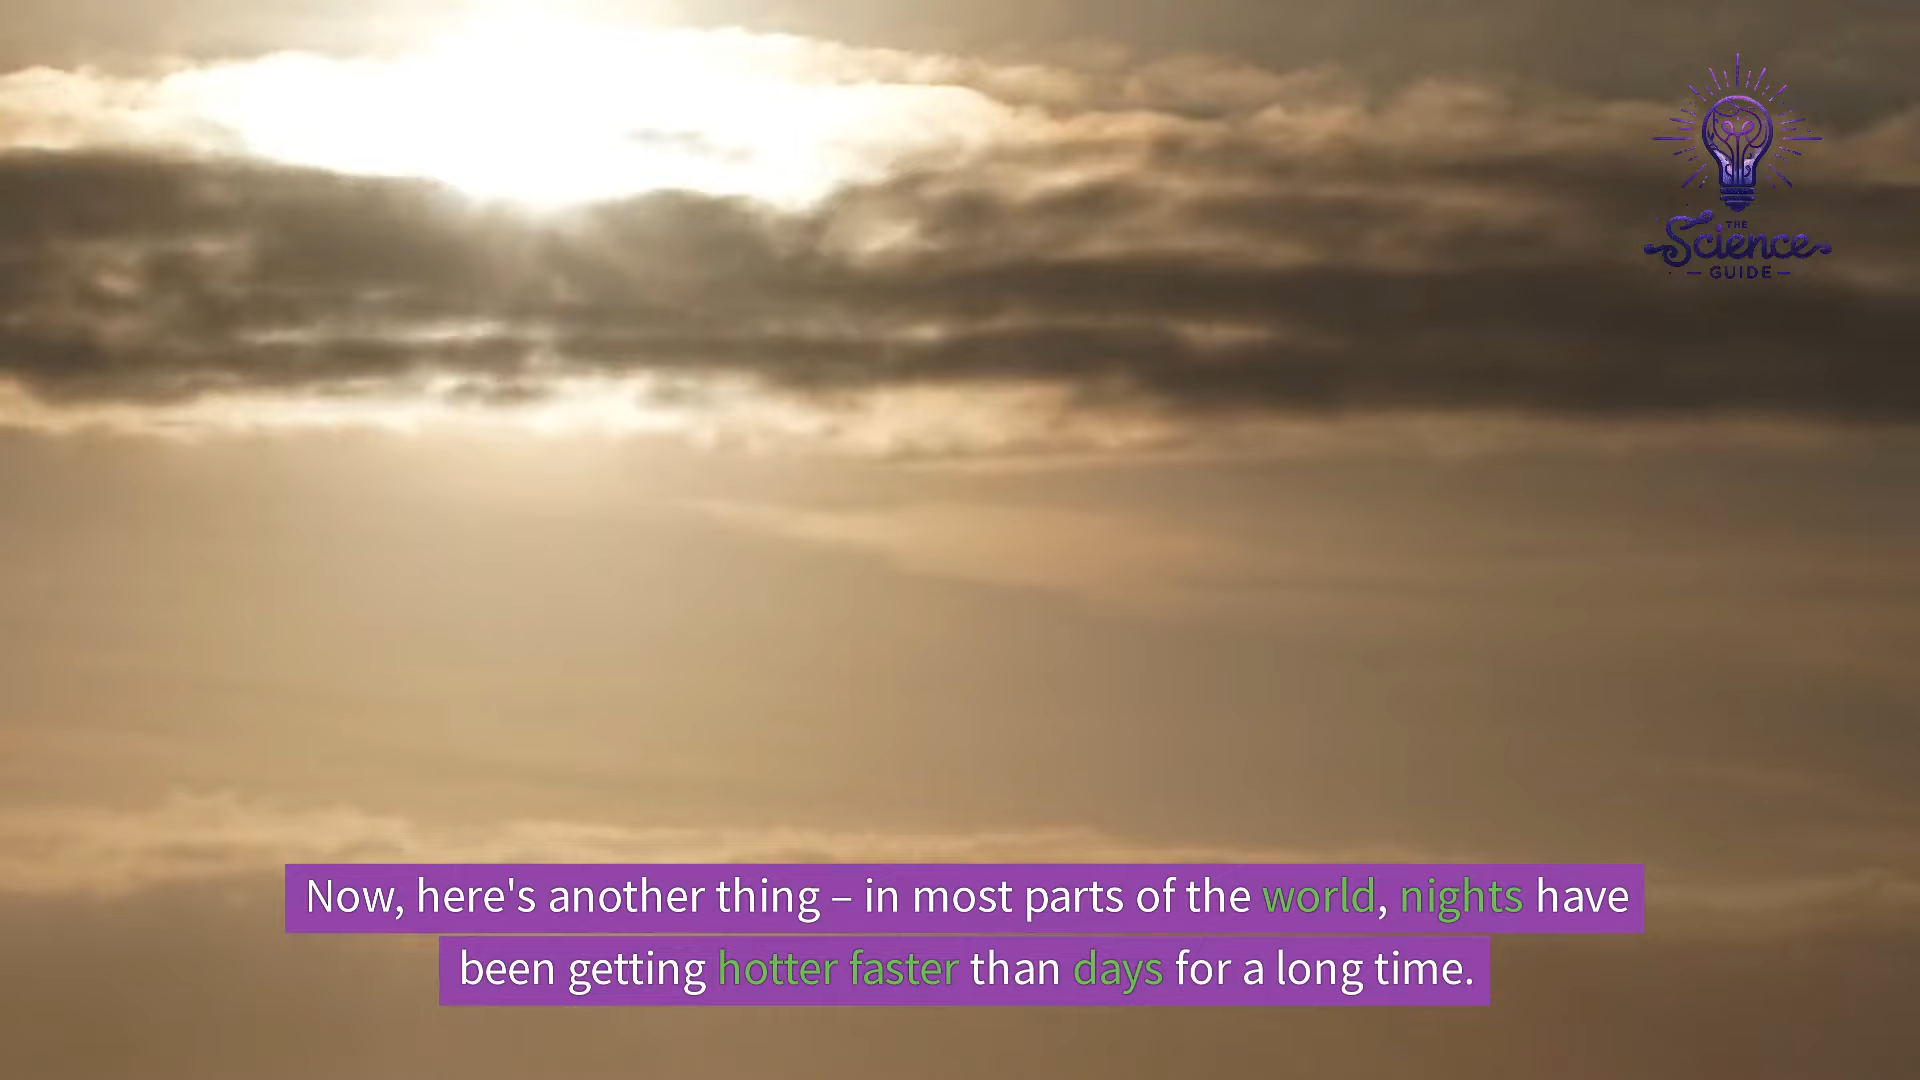 THE
Science
GUIDE
Now, here's another thing – in most parts of the world, nights have
been getting hotter faster than days for a long time.